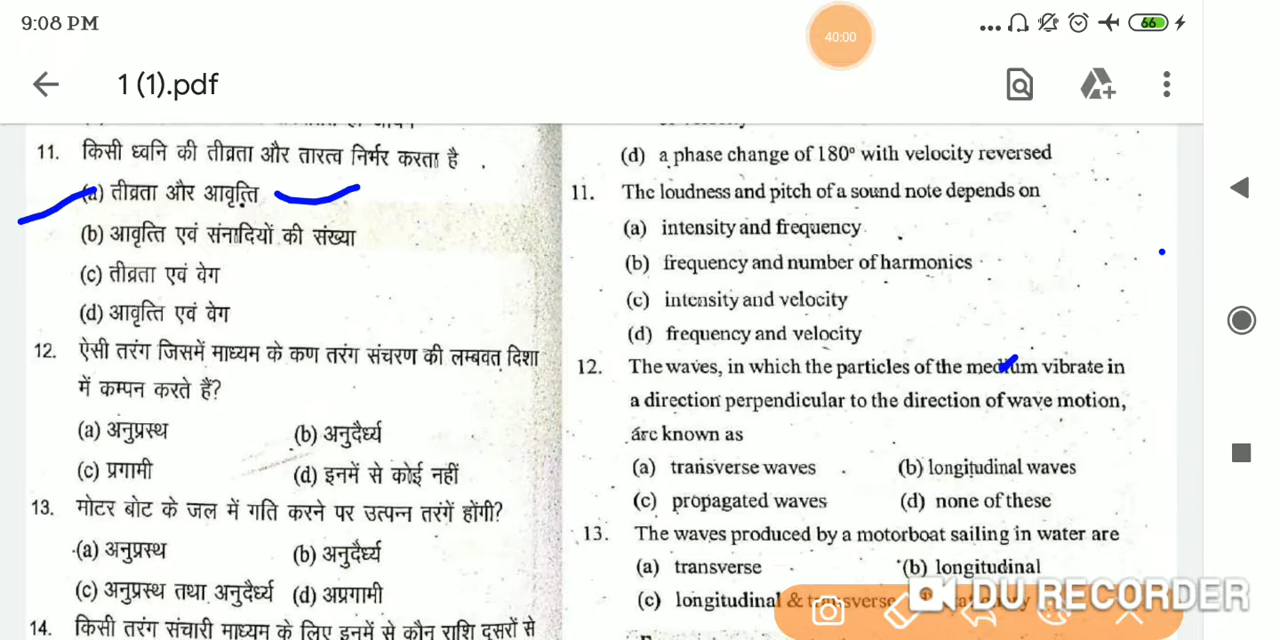 9:08 PM
40:00
66
1 (1).pdf
11. किसी ध्वनि की तीव्रता और तारत्व निर्भर करता है
(a) तीव्रता और आवृत्ति
(b) आवृत्ति एवं संनादियों की संख्या
(c) तीव्रता एवं वेग
(d) आवृत्ति एवं वेग
12. ऐसी तरंग जिसमें माध्यम के कण तरंग संचरण की लम्बवत् दिशा
में कम्पन करते हैं?
(a) अनुप्रस्थ (b) अनुदैर्ध्य
(c) प्रगामी (d) इनमें से कोई नहीं
13. मोटर बोट के जल में गति करने पर उत्पन्न तरंगें होंगी?
(a) अनुप्रस्थ (b) अनुदैर्ध्य
(c) अनुप्रस्थ तथा अनुदैर्ध्य (d) अप्रगामी
14. किसी तरंग संचारी माध्यम के लिए इनमें से कौन राशि दूसरों से
(d) a phase change of 180° with velocity reversed
11. The loudness and pitch of a sound note depends on
(a) intensity and frequency
(b) frequency and number of harmonics
(c) intensity and velocity
(d) frequency and velocity
12. The waves, in which the particles of the medium vibrate in
a direction perpendicular to the direction of wave motion,
are known as
(a) transverse waves (b) longitudinal waves
(c) propagated waves (d) none of these
13. The waves produced by a motorboat sailing in water are
(a) transverse (b) longitudinal
(c) longitudinal & transverse
DU RECORDER